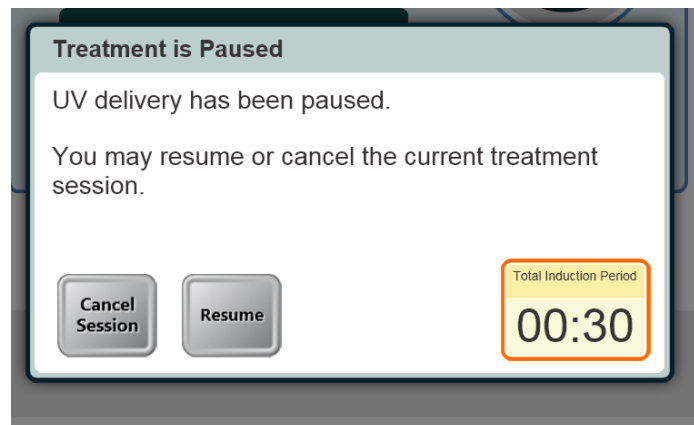 Treatment is Paused
UV delivery has been paused.
You may resume or cancel the current treatment
session.
Cancel
Session
Resume
Total Induction Period
00:30